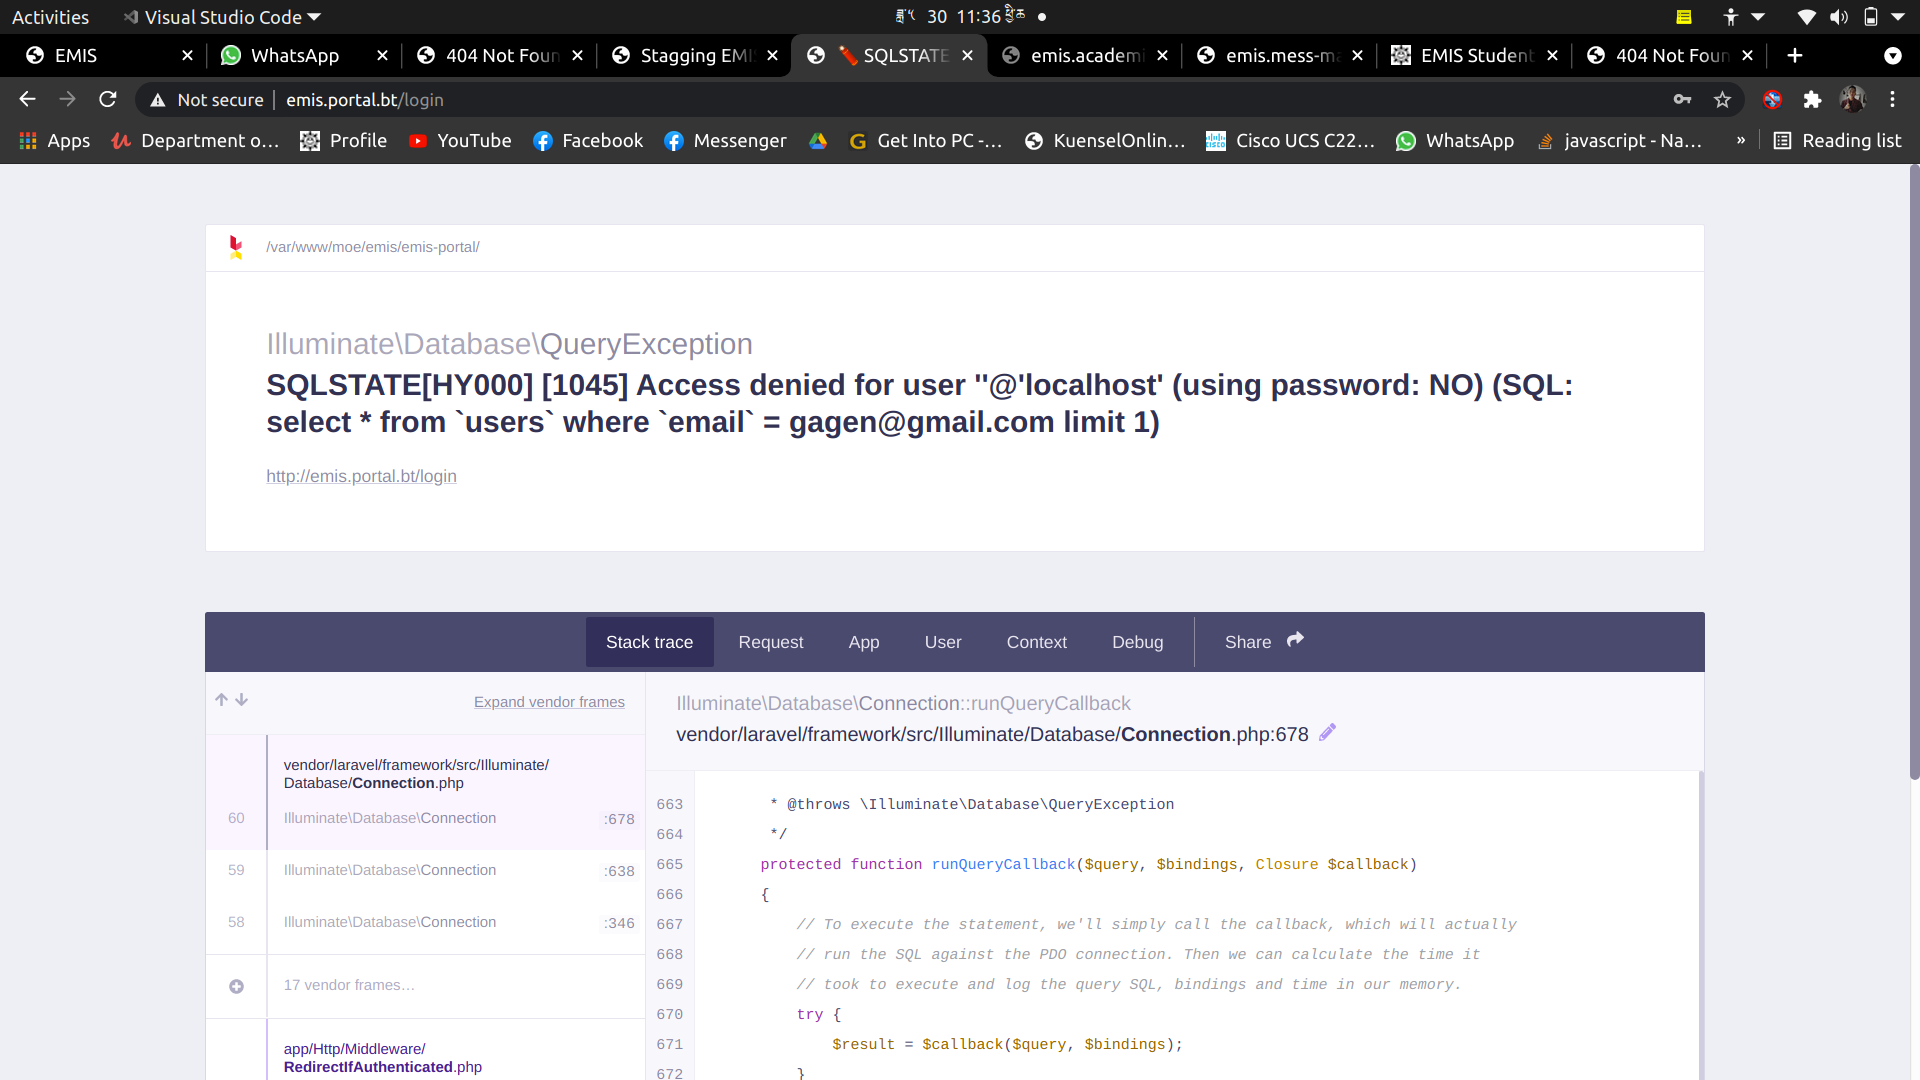 Activities
Visual Studio Code
30 11:36
EMIS
WhatsApp
404 Not Foun
Stagging EMI
SQLSTATE
emis.academi
emis.mess-ma
EMIS Student
404 Not Foun
Not secure
emis.portal.bt/login
Apps
Department o...
Profile
YouTube
Facebook
Messenger
Get Into PC -...
KuenselOnlin...
Cisco UCS C22...
WhatsApp
javascript - Na...
»
Reading list
/var/www/moe/emis/emis-portal/
Illuminate\Database\QueryException
SQLSTATE[HY000] [1045] Access denied for user ''@'localhost' (using password: NO) (SQL:
select * from `users` where `email` = gagen@gmail.com limit 1)
http://emis.portal.bt/login
Stack trace
Request
App
User
Context
Debug
Share
Expand vendor frames
vendor/laravel/framework/src/Illuminate/
Database/Connection.php
60 Illuminate\Database\Connection :678
59 Illuminate\Database\Connection :638
58 Illuminate\Database\Connection :346
17 vendor frames…
app/Http/Middleware/
RedirectIfAuthenticated.php
Illuminate\Database\Connection::runQueryCallback
vendor/laravel/framework/src/Illuminate/Database/Connection.php:678
663 * @throws \Illuminate\Database\QueryException
664 */
665 protected function runQueryCallback($query, $bindings, Closure $callback)
666 {
667 // To execute the statement, we'll simply call the callback, which will actually
668 // run the SQL against the PDO connection. Then we can calculate the time it
669 // took to execute and log the query SQL, bindings and time in our memory.
670 try {
671 $result = $callback($query, $bindings);
672 }